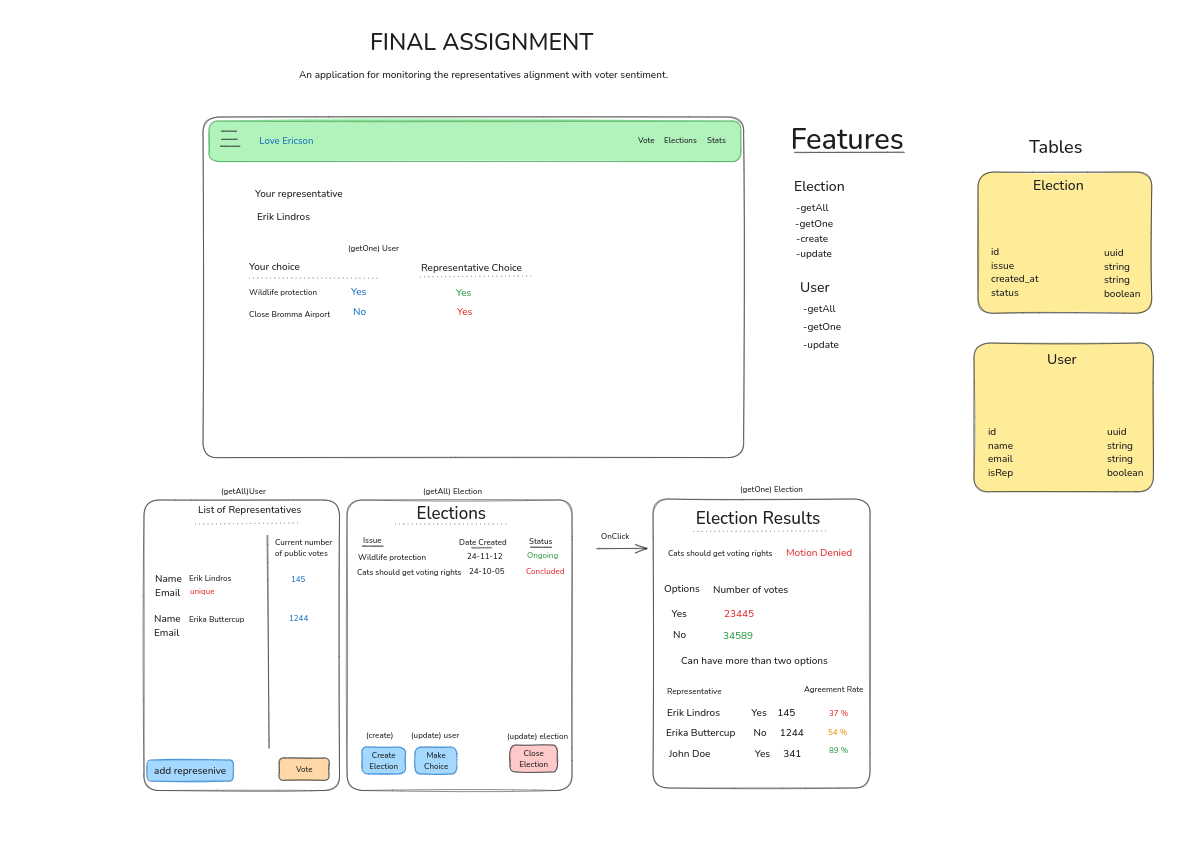 FINAL ASSIGNMENT
An application for monitoring the representatives alignment with voter sentiment.
Love Ericson
Vote Elections Stats
Your representative
Erik Lindros
(getOne) User
Your choice Representative Choice
Wildlife protection Yes Yes
Close Bromma Airport No Yes
Features
Election
-getAll
-getOne
-create
-update
User
-getAll
-getOne
-update
Tables
Election
id uuid
issue string
created_at string
status boolean
User
id uuid
name string
email string
isRep boolean
(getAll)User
List of Representatives
Current number
of public votes
Name Erik Lindros 145
Email unique
Name Erika Buttercup 1244
Email
add represenive
Vote
(getAll) Election
Elections
Issue Date Created Status
Wildlife protection 24-11-12 Ongoing
Cats should get voting rights 24-10-05 Concluded
(create) (update) user (update) election
Create
Election
Make
Choice
Close
Election
OnClick
(getOne) Election
Election Results
Cats should get voting rights Motion Denied
Options Number of votes
Yes 23445
No 34589
Can have more than two options
Representative Agreement Rate
Erik Lindros Yes 145 37 %
Erika Buttercup No 1244 54 %
John Doe Yes 341 89 %